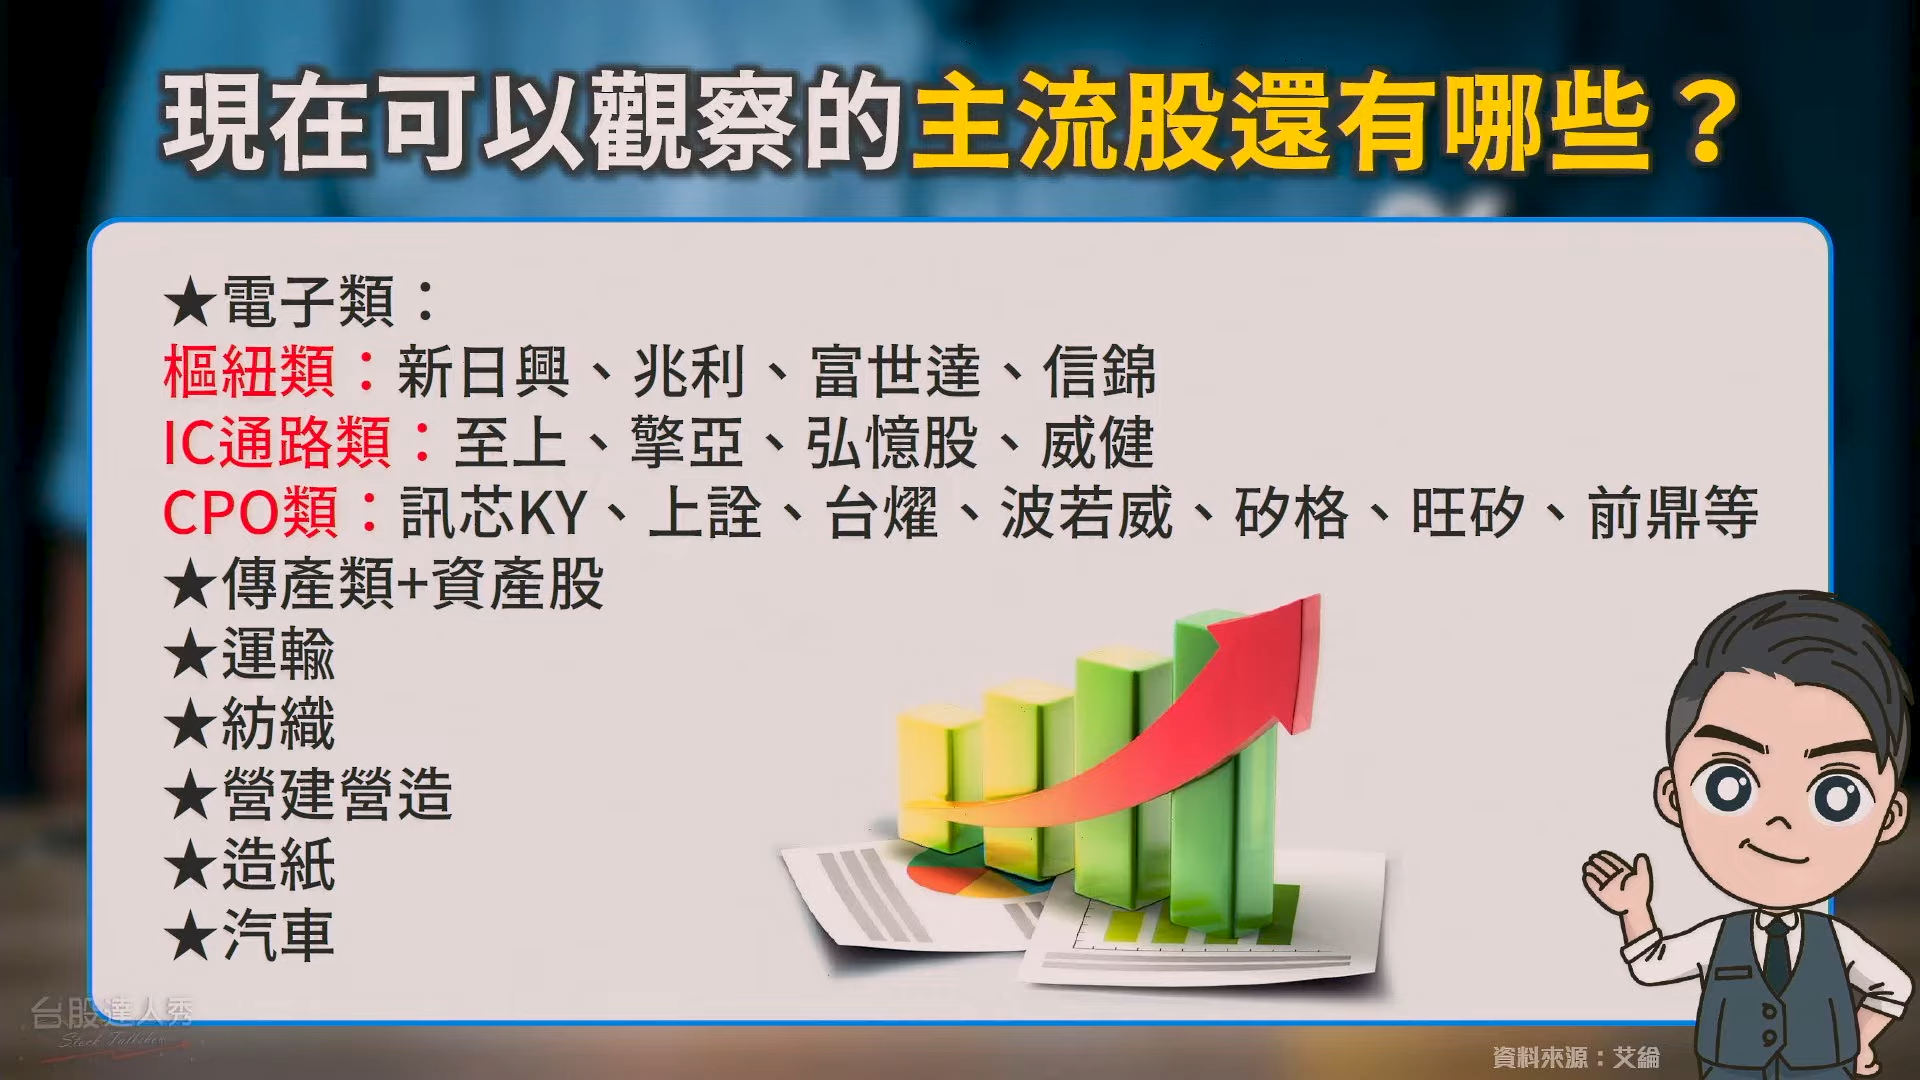 現在可以觀察的主流股還有哪些？
★電子類：
樞紐類：新日興、兆利、富世達、信錦
IC通路類：至上、擎亞、弘憶股、威健
CPO類：訊芯KY、上詮、台燿、波若威、矽格、旺矽、前鼎等
★傳產類+資產股
★運輸
★紡織
★營建營造
★造紙
★汽車
台股達人秀
Stock Talkshow
資料來源：艾綸